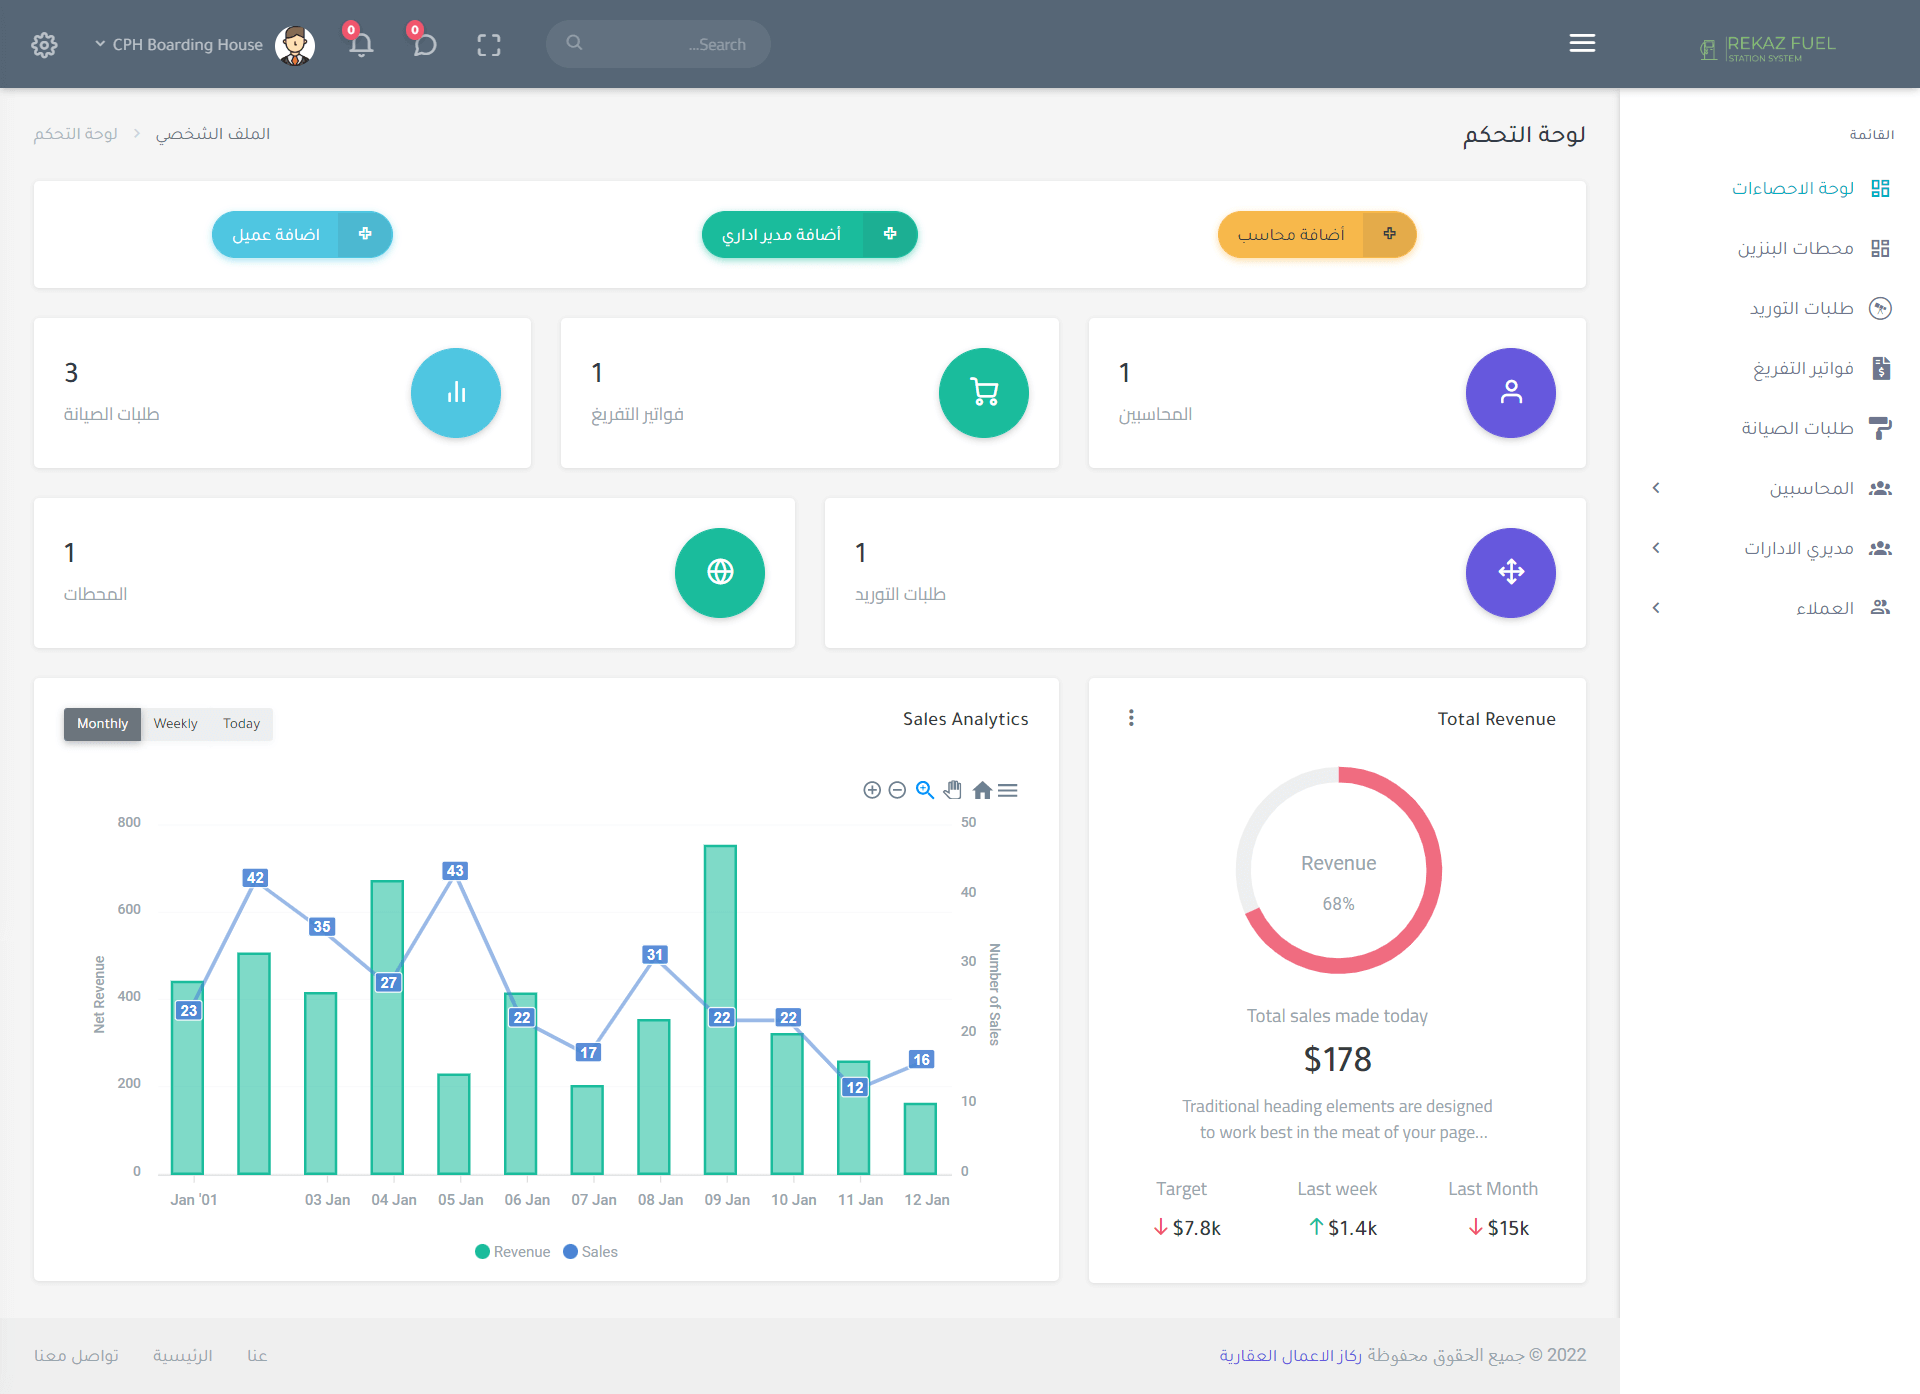 REKAZ FUEL
STATION SYSTEM
Search...
0
0
CPH Boarding House
القائمة
لوحة الاحصاءات
محطات البنزين
طلبات التوريد
فواتير التفريغ
طلبات الصيانة
المحاسبين
مديري الادارات
العملاء
لوحة التحكم
الملف الشخصي
لوحة التحكم
أضافة محاسب
أضافة مدير اداري
اضافة عميل
1
المحاسبين
1
فواتير التفريغ
3
طلبات الصيانة
1
طلبات التوريد
1
المحطات
Total Revenue
Revenue
68%
Total sales made today
$178
Traditional heading elements are designed
to work best in the meat of your page...
Target
Last week
Last Month
$7.8k
$1.4k
$15k
Sales Analytics
Monthly
Weekly
Today
800
600
400
200
0
Net Revenue
50
40
30
20
10
0
Number of Sales
23
42
35
27
43
22
17
31
22
22
12
16
Jan '01
03 Jan
04 Jan
05 Jan
06 Jan
07 Jan
08 Jan
09 Jan
10 Jan
11 Jan
12 Jan
Revenue
Sales
2022 © جميع الحقوق محفوظة ركاز الاعمال العقارية
عنا
الرئيسية
تواصل معنا